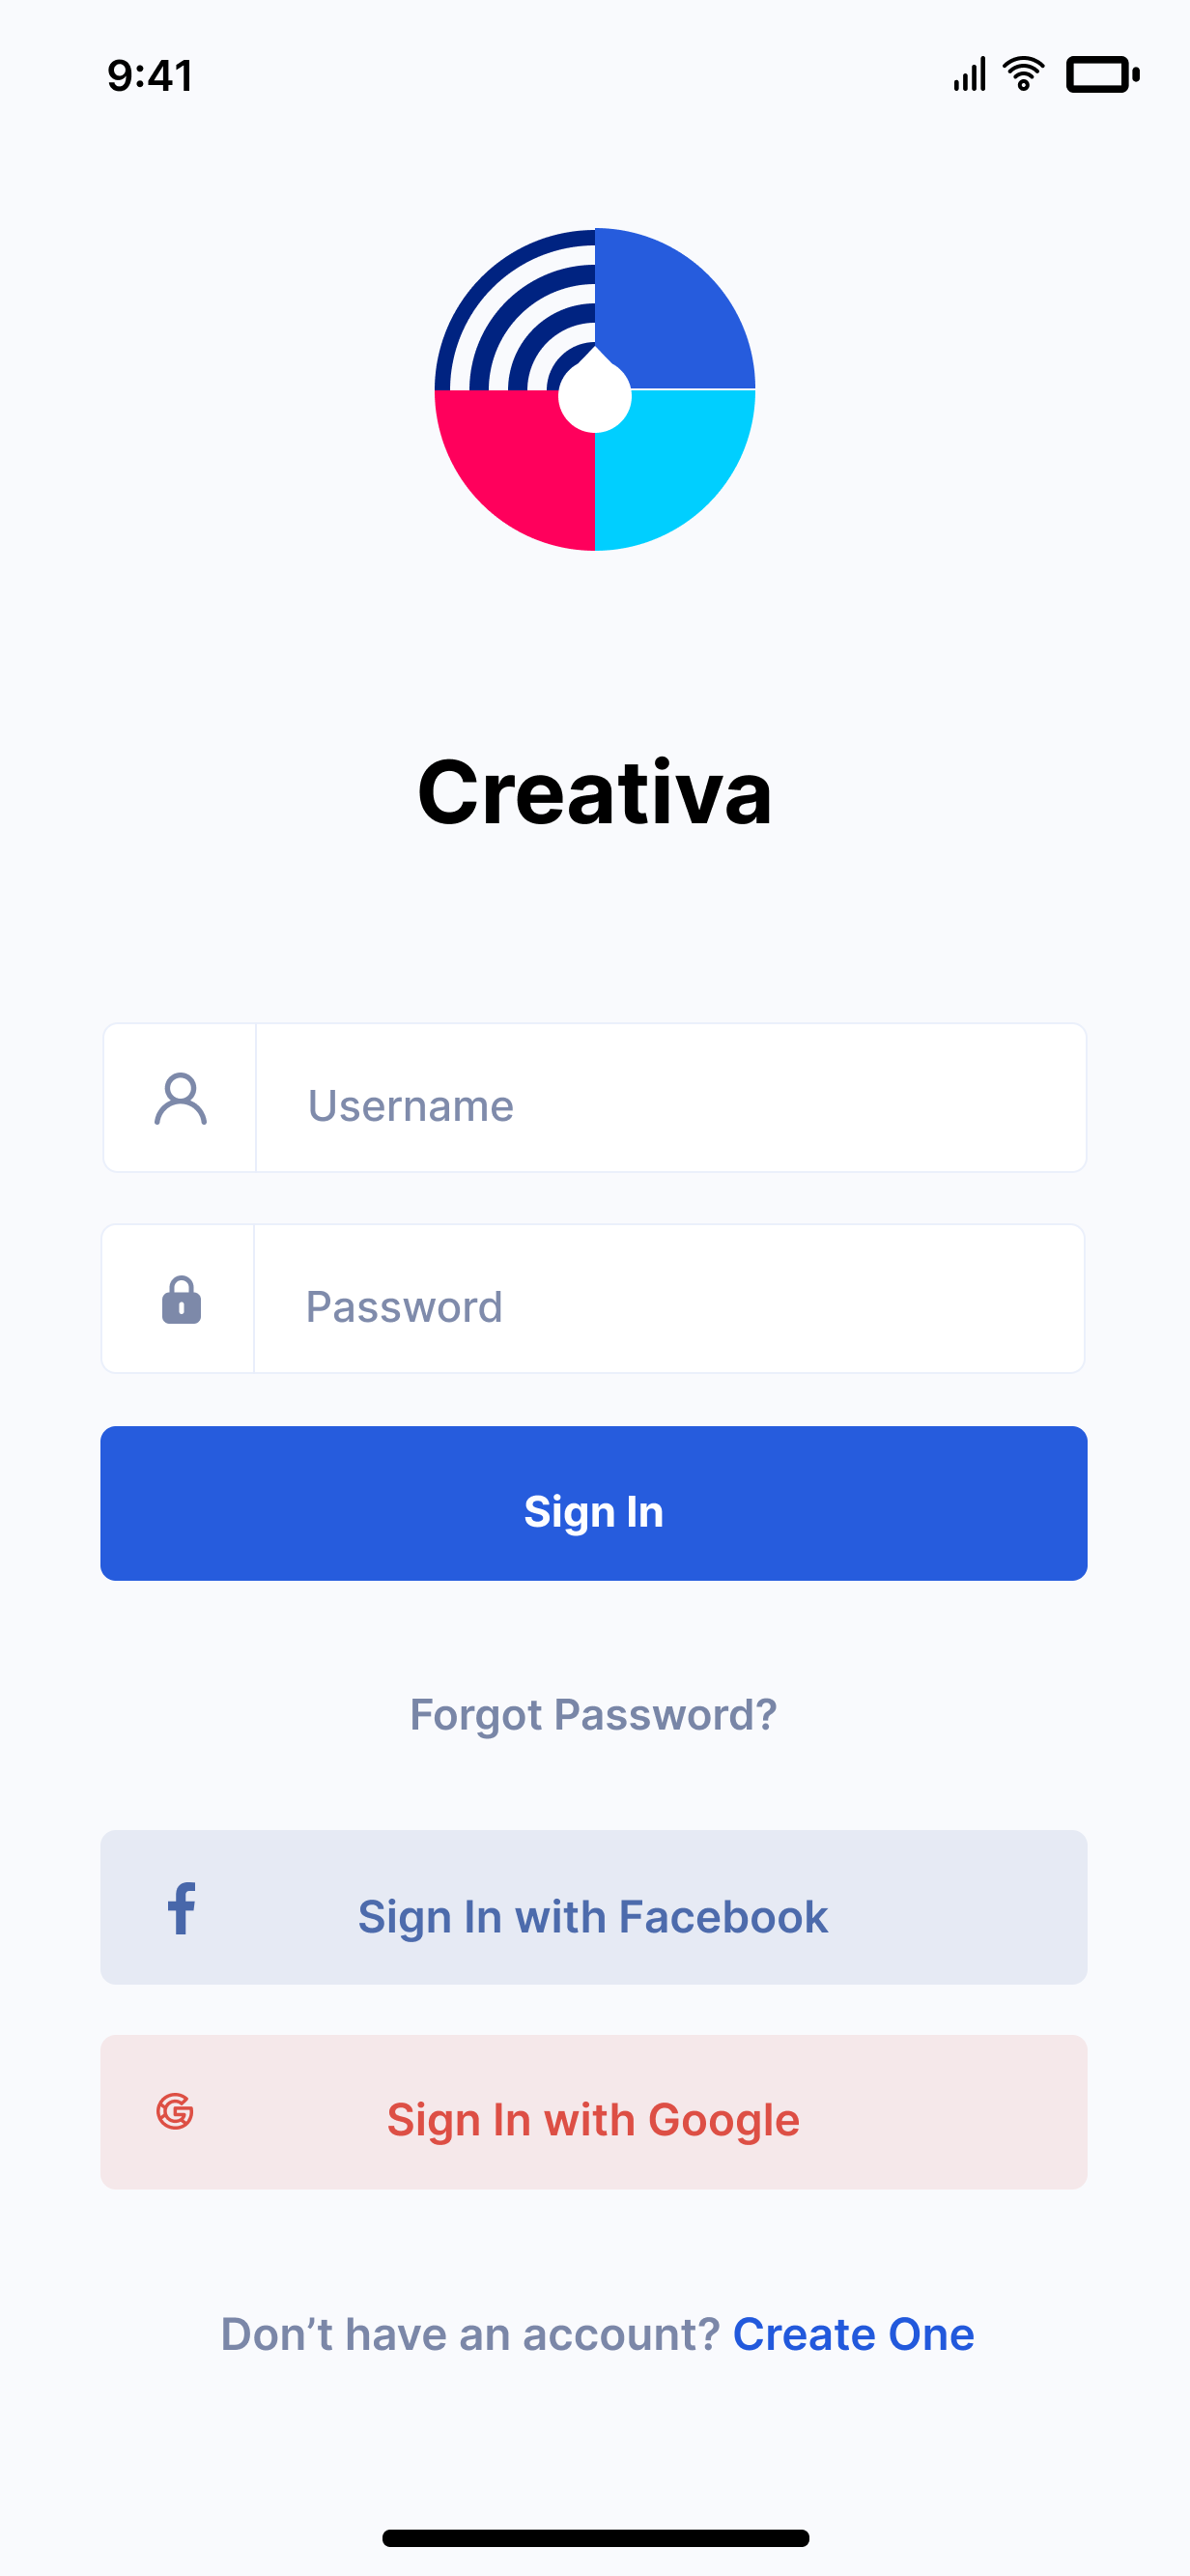 9:41
Creativa
Username
Password
Sign In
Forgot Password?
Sign In with Facebook
Sign In with Google
Don’t have an account? Create One